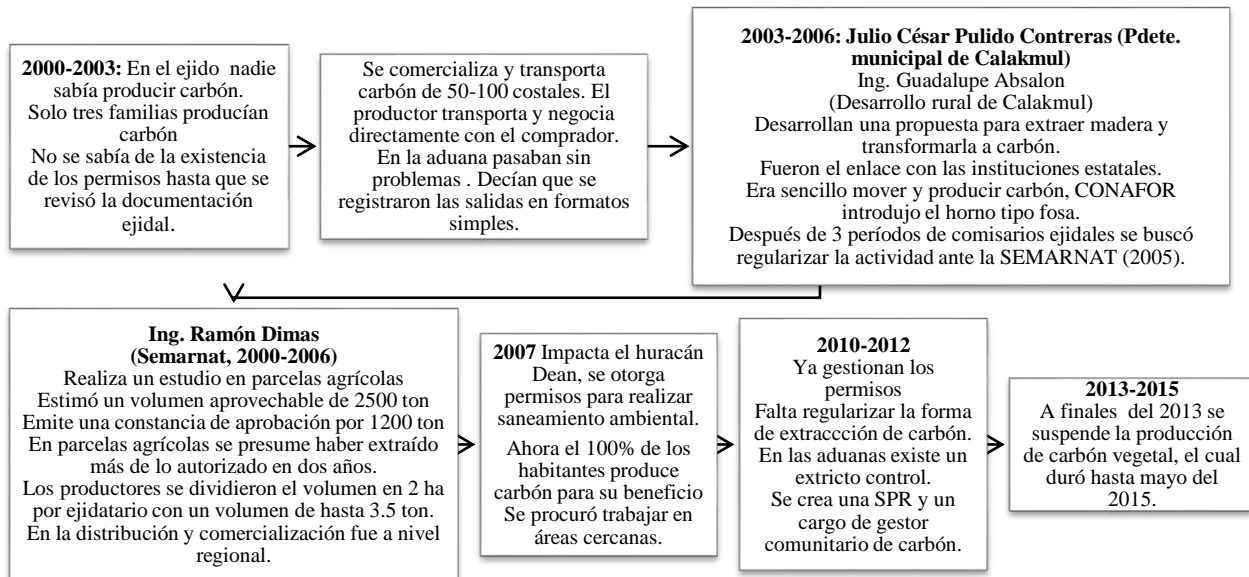 2000-2003: En el ejido nadie
sabía producir carbón.
Solo tres familias producían
carbón
No se sabía de la existencia
de los permisos hasta que se
revisó la documentación
ejidal.
Se comercializa y transporta
carbón de 50-100 costales. El
productor transporta y negocia
directamente con el comprador.
En la aduana pasaban sin
problemas . Decían que se
registraron las salidas en formatos
simples.
2003-2006: Julio César Pulido Contreras (Pdete.
municipal de Calakmul)
Ing. Guadalupe Absalon
(Desarrollo rural de Calakmul)
Desarrollan una propuesta para extraer madera y
transformarla a carbón.
Fueron el enlace con las instituciones estatales.
Era sencillo mover y producir carbón, CONAFOR
introdujo el horno tipo fosa.
Después de 3 períodos de comisarios ejidales se buscó
regularizar la actividad ante la SEMARNAT (2005).
Ing. Ramón Dimas
(Semarnat, 2000-2006)
Realiza un estudio en parcelas agrícolas
Estimó un volumen aprovechable de 2500 ton
Emite una constancia de aprobación por 1200 ton
En parcelas agrícolas se presume haber extraído
más de lo autorizado en dos años.
Los productores se dividieron el volumen en 2 ha
por ejidatario con un volumen de hasta 3.5 ton.
En la distribución y comercialización fue a nivel
regional.
2007 Impacta el huracán
Dean, se otorga
permisos para realizar
saneamiento ambiental.
Ahora el 100% de los
habitantes produce
carbón para su beneficio
Se procuró trabajar en
áreas cercanas.
2010-2012
Ya gestionan los
permisos
Falta regularizar la forma
de extraccción de carbón.
En las aduanas existe un
extricto control.
Se crea una SPR y un
cargo de gestor
comunitario de carbón.
2013-2015
A finales del 2013 se
suspende la producción
de carbón vegetal, el cual
duró hasta mayo del
2015.